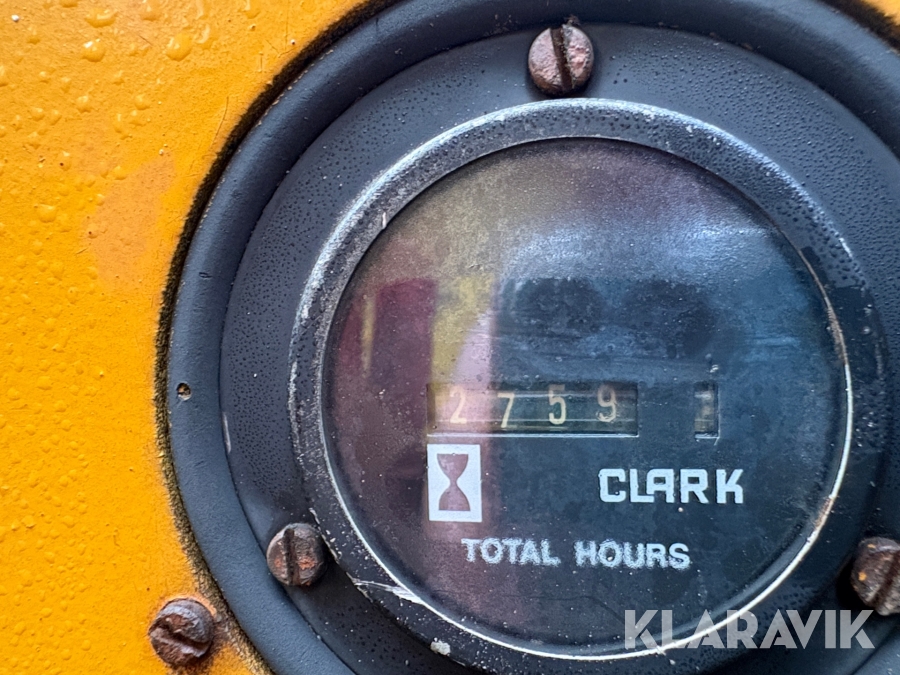 2759
CLARK
TOTAL HOURS
KLARAVIK